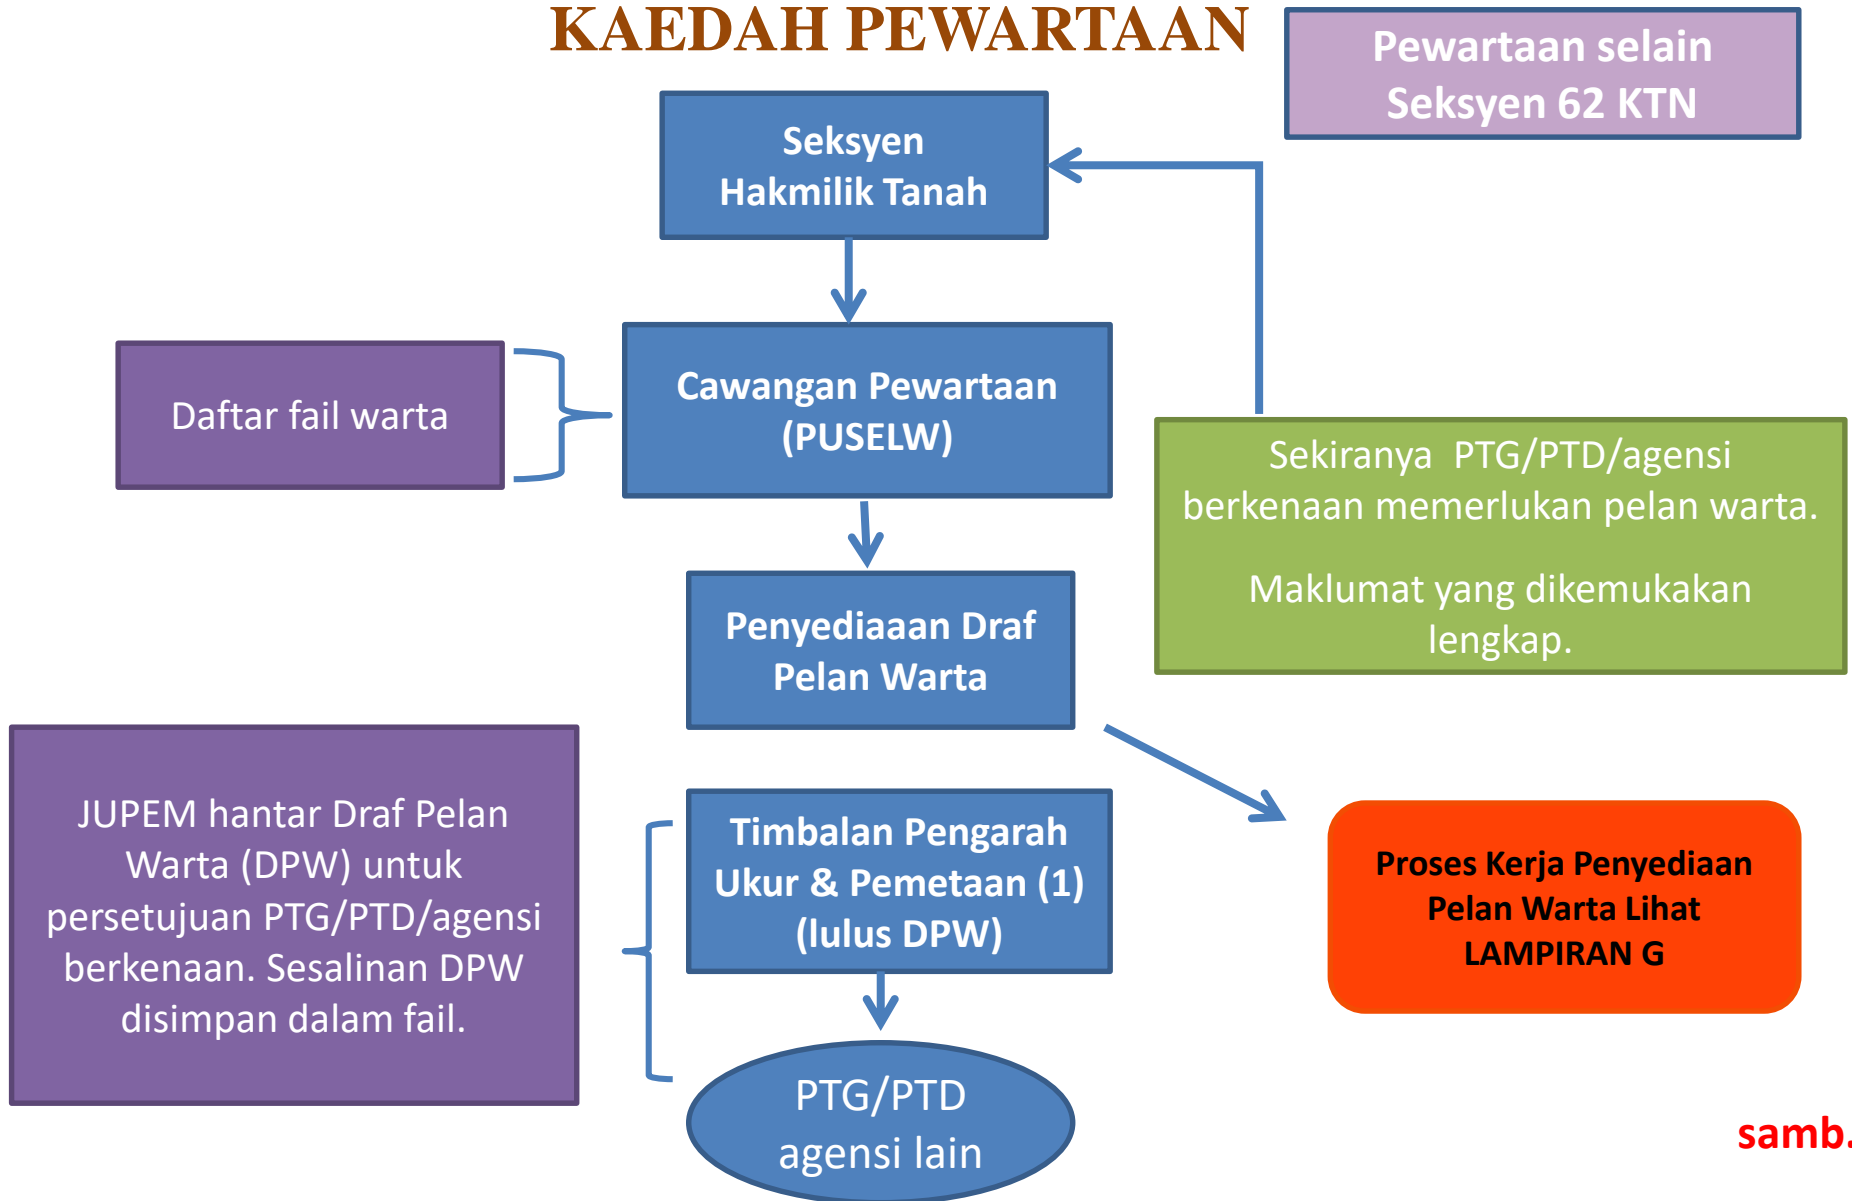 KAEDAH PEWARTAAN
Pewartaan selain
Seksyen 62 KTN
Seksyen
Hakmilik Tanah
Daftar fail warta
Cawangan Pewartaan
(PUSELW)
Sekiranya PTG/PTD/agensi
berkenaan memerlukan pelan warta.
Maklumat yang dikemukakan
lengkap.
Penyediaaan Draf
Pelan Warta
JUPEM hantar Draf Pelan
Warta (DPW) untuk
persetujuan PTG/PTD/agensi
berkenaan. Sesalinan DPW
disimpan dalam fail.
Timbalan Pengarah
Ukur & Pemetaan (1)
(lulus DPW)
Proses Kerja Penyediaan
Pelan Warta Lihat
LAMPIRAN G
PTG/PTD
agensi lain
samb.